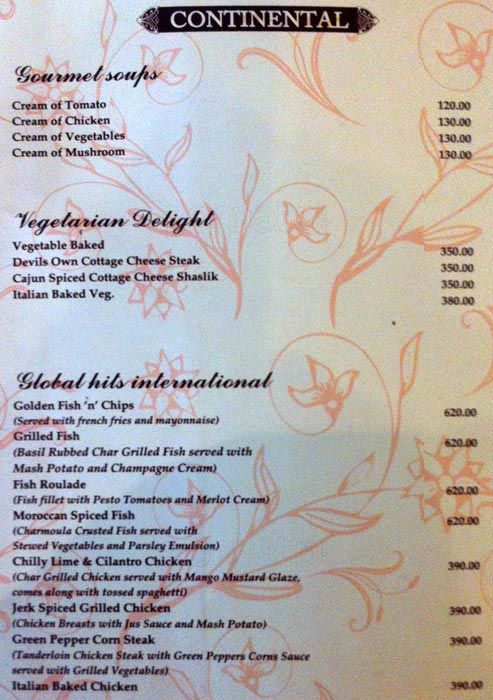 CONTINENTAL
Gourmet soups
Cream of Tomato 120.00
Cream of Chicken 130.00
Cream of Vegetables 130.00
Cream of Mushroom 130.00
Vegetarian Delight
Vegetable Baked 350.00
Devils Own Cottage Cheese Steak 350.00
Cajun Spiced Cottage Cheese Shaslik 350.00
Italian Baked Veg. 380.00
Global hits international
Golden Fish 'n' Chips 620.00
(Served with french fries and mayonnaise)
Grilled Fish 620.00
(Basil Rubbed Char Grilled Fish served with
Mash Potato and Champagne Cream)
Fish Roulade 620.00
(Fish fillet with Pesto Tomatoes and Merlot Cream)
Moroccan Spiced Fish 620.00
(Charmoula Crusted Fish served with
Stewed Vegetables and Parsley Emulsion)
Chilly Lime & Cilantro Chicken 390.00
(Char Grilled Chicken served with Mango Mustard Glaze,
comes along with tossed spaghetti)
Jerk Spiced Grilled Chicken 390.00
(Chicken Breasts with Jus Sauce and Mash Potato)
Green Pepper Corn Steak 390.00
(Tanderloin Chicken Steak with Green Peppers Corns Sauce
served with Grilled Vegetables)
Italian Baked Chicken 390.00